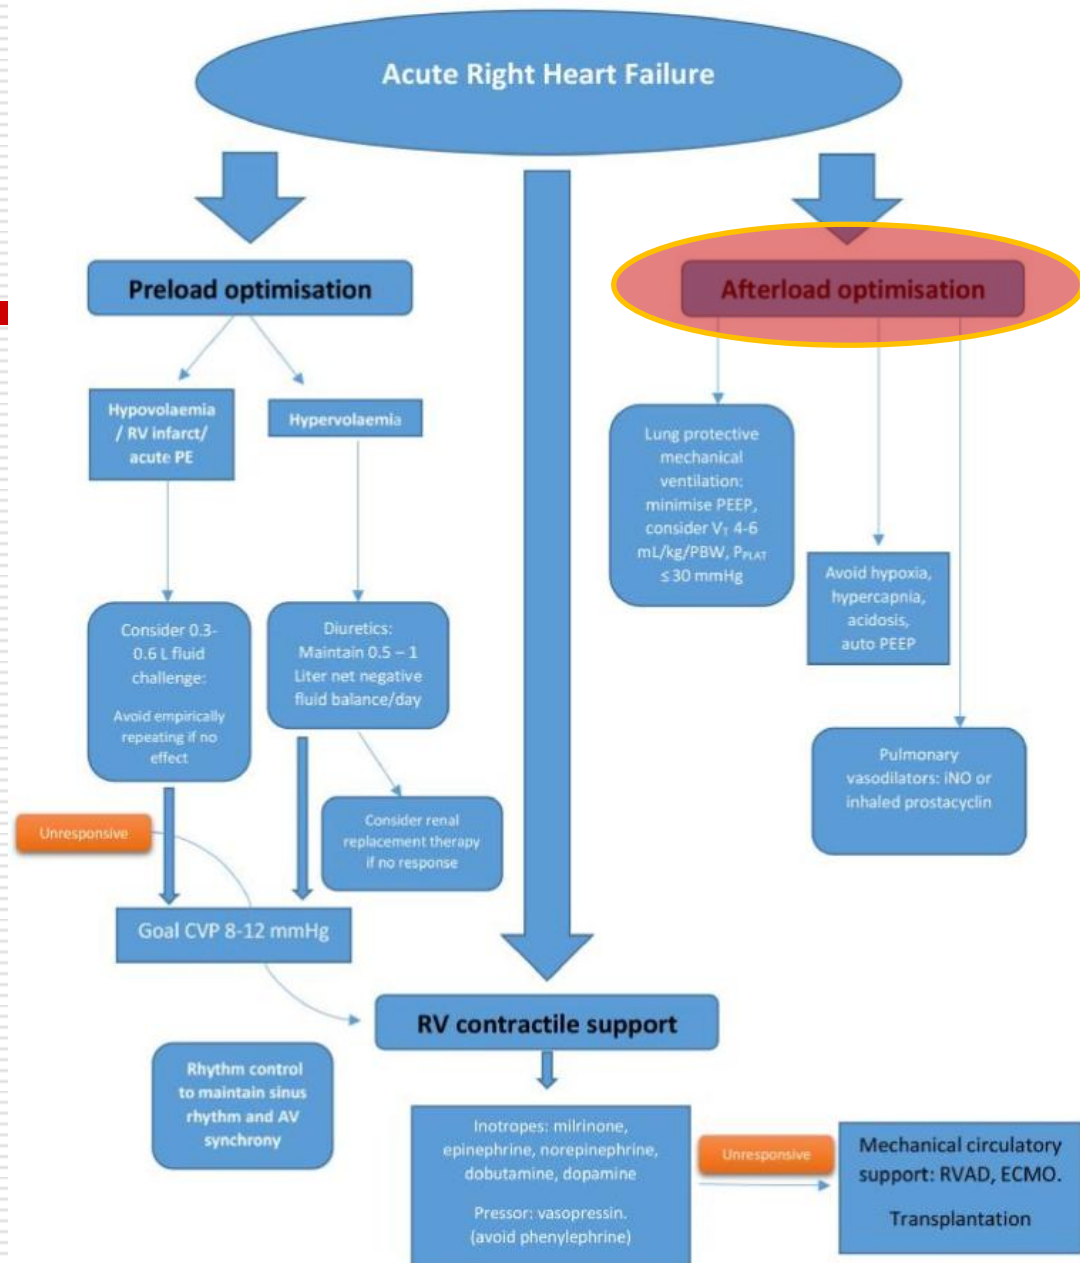 Acute Right Heart Failure
Preload optimisation
Afterload optimisation
Hypovolaemia
/ RV infarct/
acute PE
Hypervolaemia
Lung protective
mechanical
ventilation:
minimise PEEP,
consider V₁ 4-6
mL/kg/PBW, PPLAT
≤ 30 mmHg
Avoid hypoxia,
hypercapnia,
acidosis,
auto PEEP
Consider 0.3-
0.6 L fluid
challenge:
Avoid empirically
repeating if no
effect
Diuretics:
Maintain 0.5 – 1
Liter net negative
fluid balance/day
Pulmonary
vasodilators: iNO or
inhaled prostacyclin
Consider renal
replacement therapy
if no response
Unresponsive
Goal CVP 8-12 mmHg
RV contractile support
Rhythm control
to maintain sinus
rhythm and AV
synchrony
Inotropes: milrinone,
epinephrine, norepinephrine,
dobutamine, dopamine
Pressor: vasopressin.
(avoid phenylephrine)
Unresponsive
Mechanical circulatory
support: RVAD, ECMO.
Transplantation